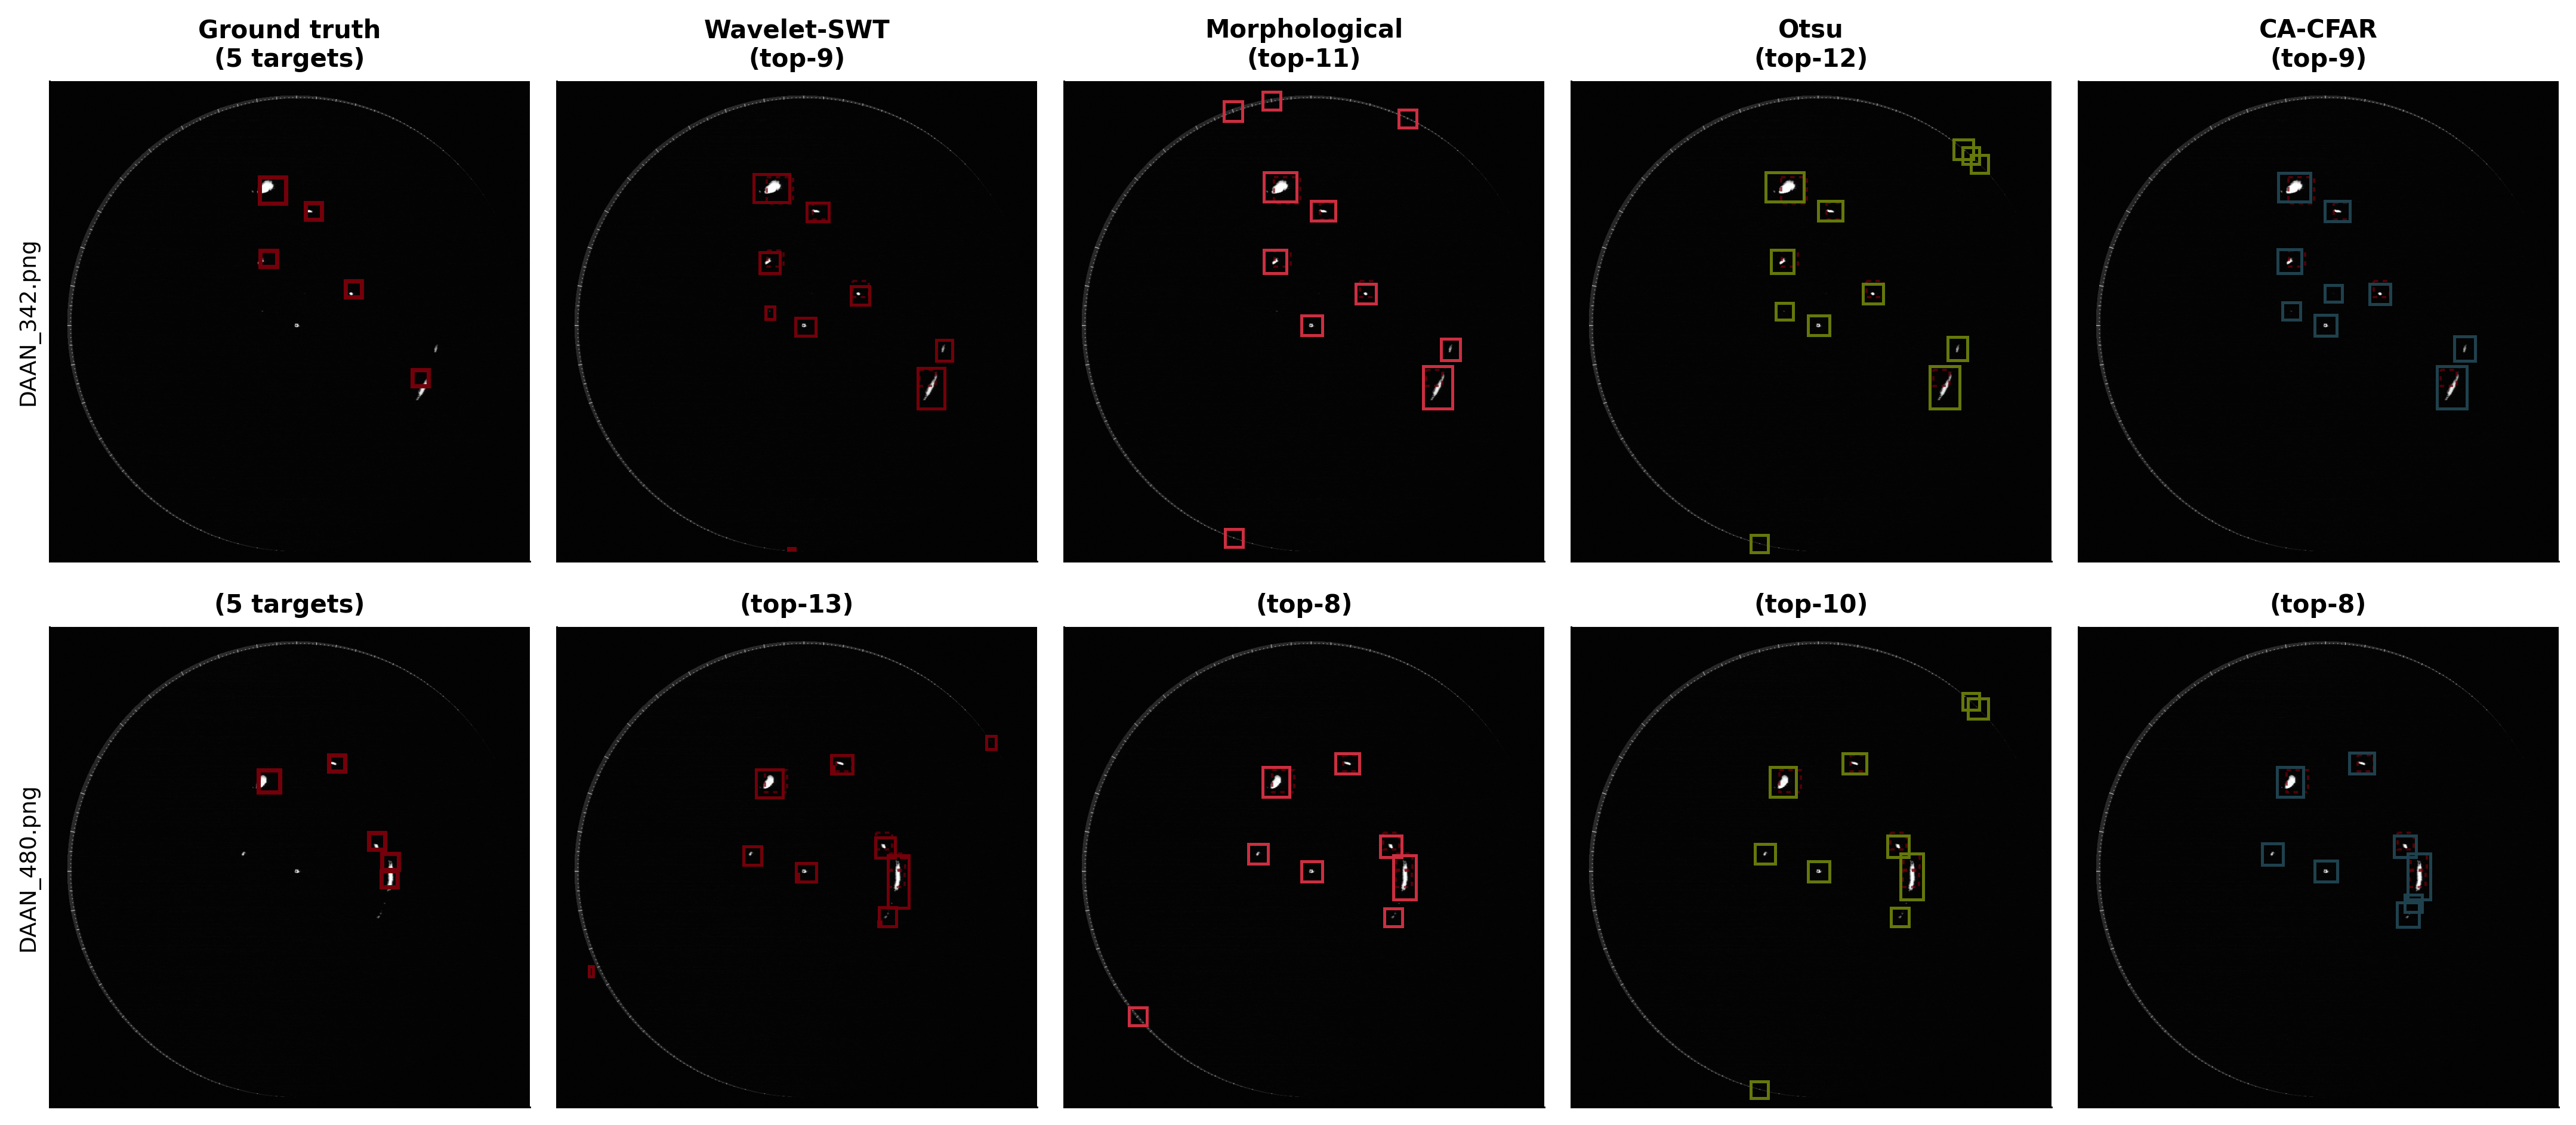 Ground truth
(5 targets)
Wavelet-SWT
(top-9)
Morphological
(top-11)
Otsu
(top-12)
CA-CFAR
(top-9)
DAAN_342.png
(5 targets)
(top-13)
(top-8)
(top-10)
(top-8)
DAAN_480.png